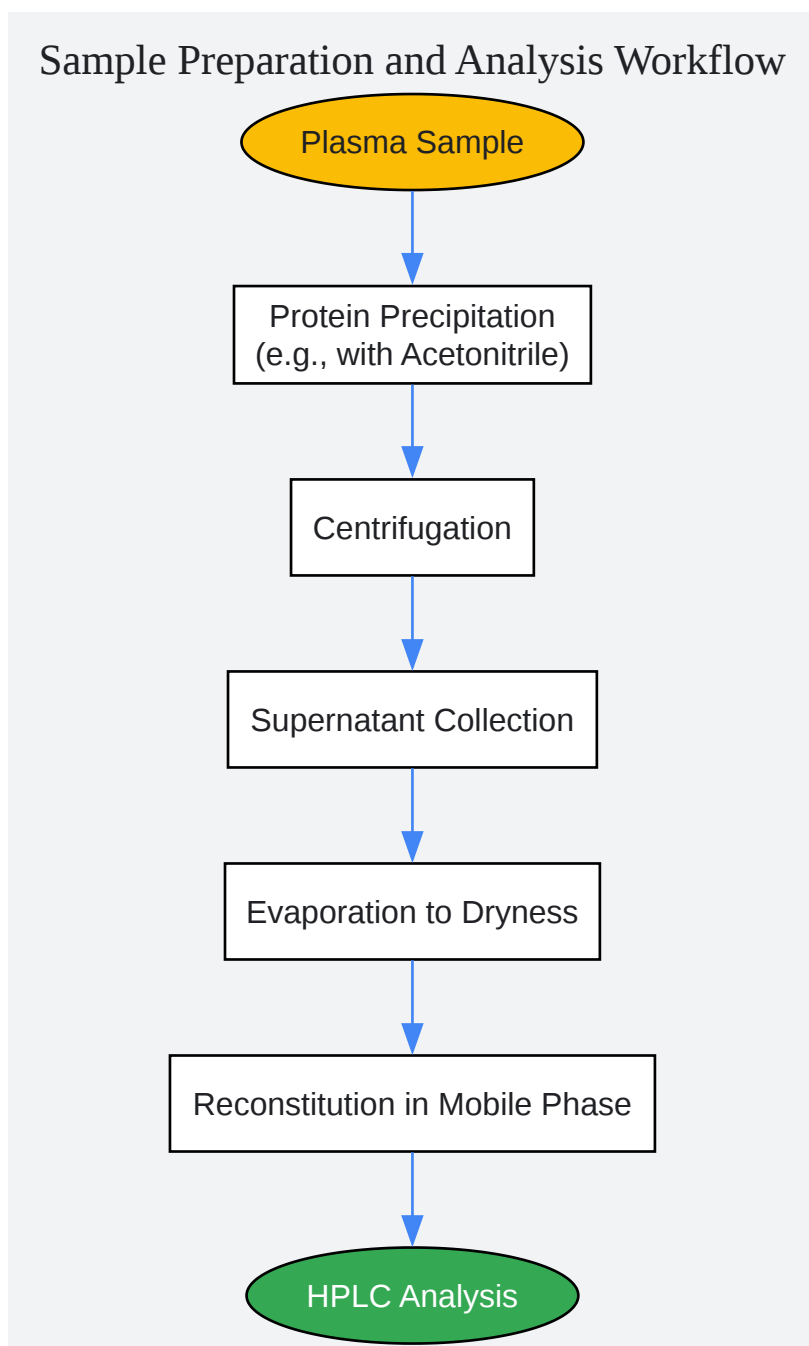 Sample Preparation and Analysis Workflow
Plasma Sample
Protein Precipitation
(e.g., with Acetonitrile)
Centrifugation
Supernatant Collection
Evaporation to Dryness
Reconstitution in Mobile Phase
HPLC Analysis